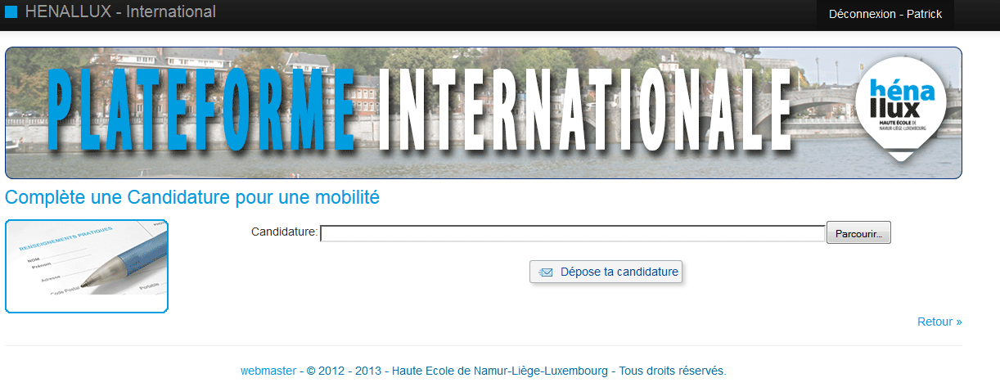 HENALLUX - International
Déconnexion - Patrick
PLATEFORME INTERNATIONALE
héna
llux
HAUTE ÉCOLE DE
NAMUR-LIÈGE-LUXEMBOURG
Complète une Candidature pour une mobilité
RENSEIGNEMENTS PRATIQUES
NOM
Prénom
Adresse
Code Postal
Portable
Candidature:
Parcourir...
Dépose ta candidature
Retour »
webmaster - © 2012 - 2013 - Haute Ecole de Namur-Liège-Luxembourg - Tous droits réservés.